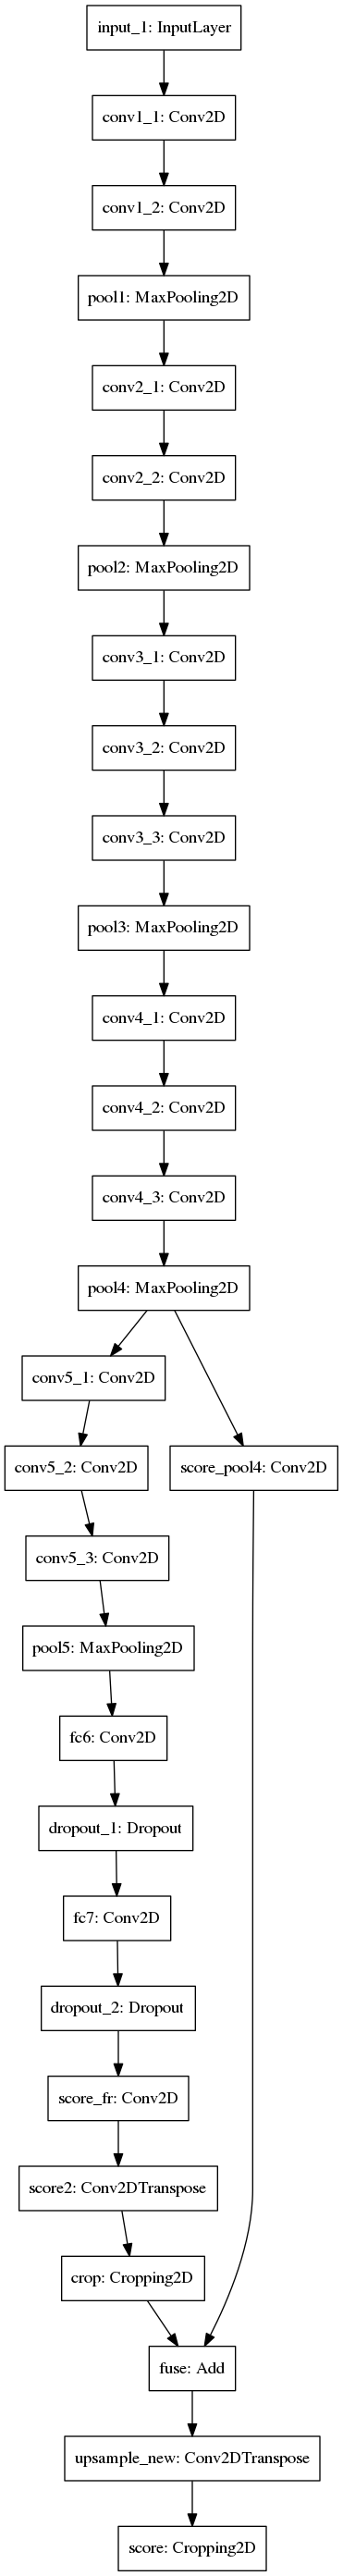 input_1: InputLayer
conv1_1: Conv2D
conv1_2: Conv2D
pool1: MaxPooling2D
conv2_1: Conv2D
conv2_2: Conv2D
pool2: MaxPooling2D
conv3_1: Conv2D
conv3_2: Conv2D
conv3_3: Conv2D
pool3: MaxPooling2D
conv4_1: Conv2D
conv4_2: Conv2D
conv4_3: Conv2D
pool4: MaxPooling2D
conv5_1: Conv2D
conv5_2: Conv2D
score_pool4: Conv2D
conv5_3: Conv2D
pool5: MaxPooling2D
fc6: Conv2D
dropout_1: Dropout
fc7: Conv2D
dropout_2: Dropout
score_fr: Conv2D
score2: Conv2DTranspose
crop: Cropping2D
fuse: Add
upsample_new: Conv2DTranspose
score: Cropping2D